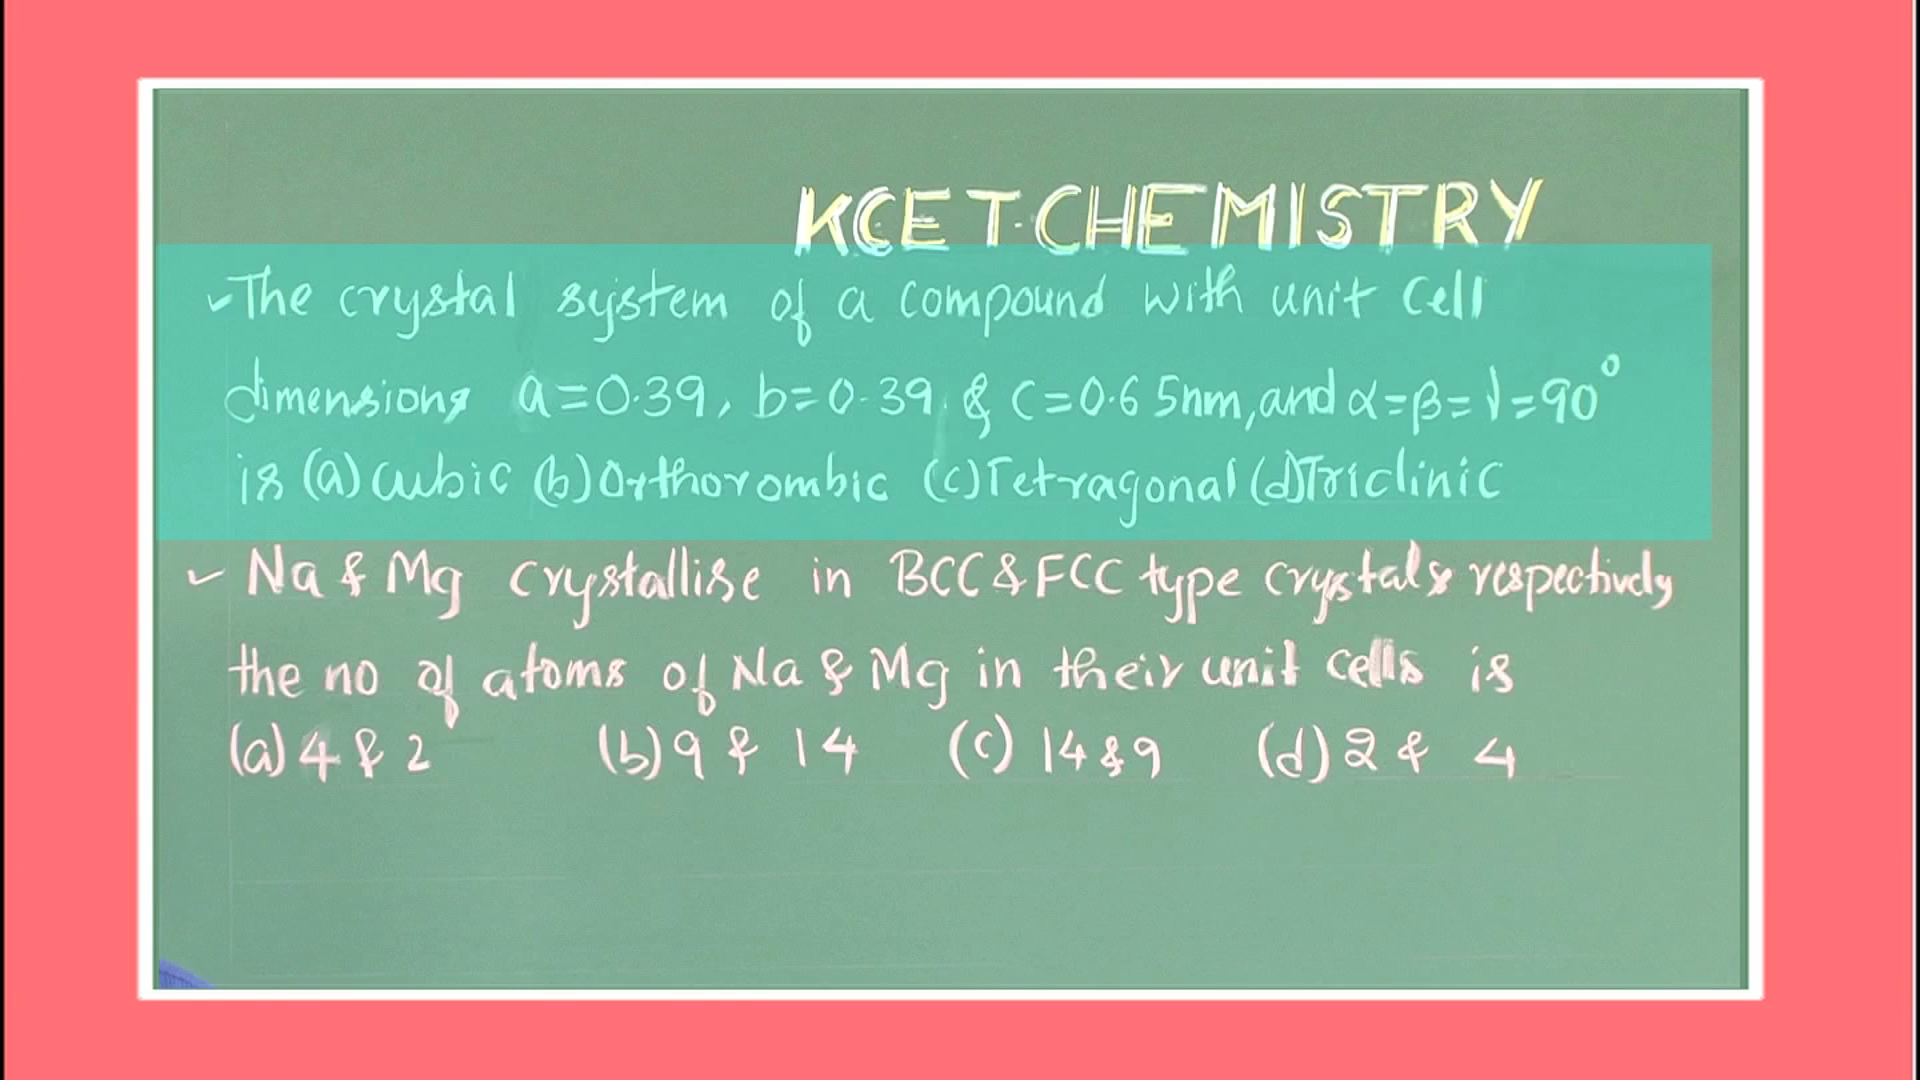 KCET.CHEMISTRY
The crystal system of a compound with unit cell
dimensions a=0.39, b=0.39 & c=0.65nm, and α=β=γ=90°
is (a) cubic (b) Orthorombic (c) Tetragonal (d) Triclinic
Na & Mg crystallise in BCC & FCC type crystals respectively
the no of atoms of Na & Mg in their unit cells is
(a) 4 & 2 (b) 9 & 14 (c) 14 & 9 (d) 2 & 4